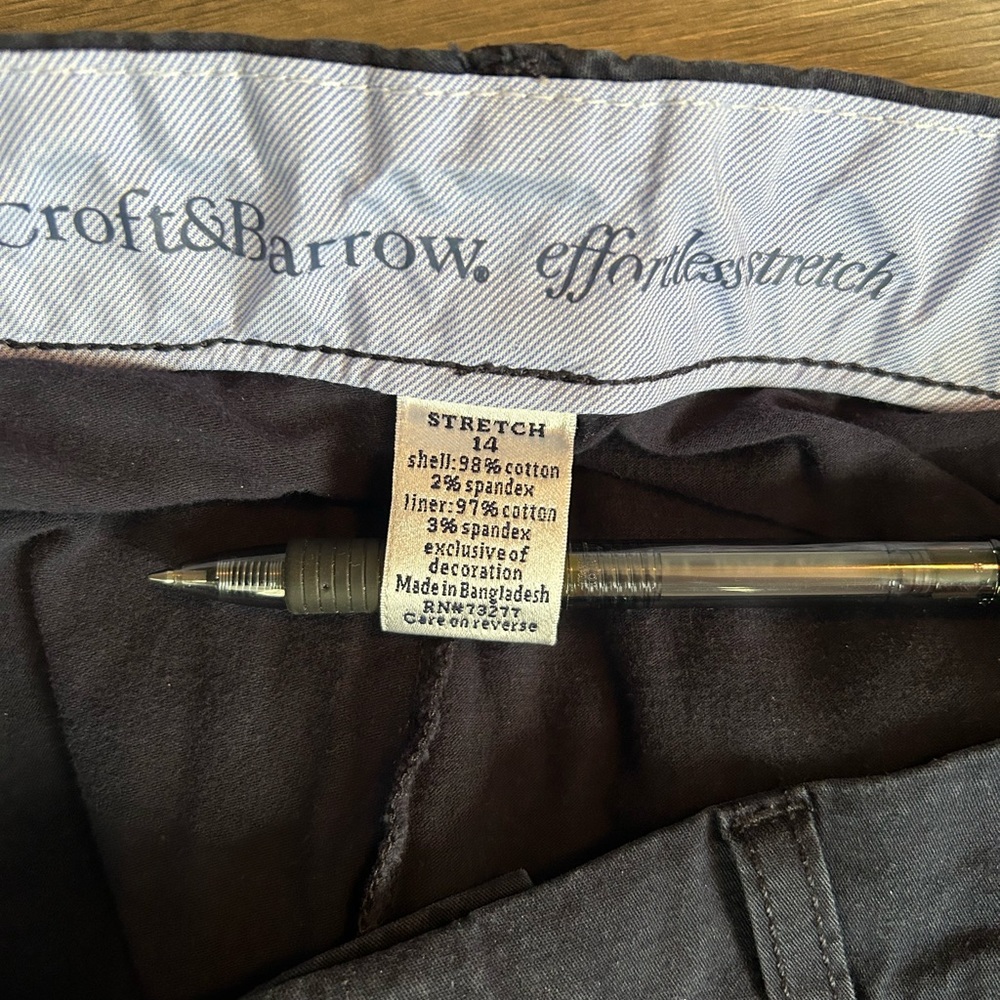 Croft&Barrow® effortlessstretch
STRETCH
14
shell:98% cotton
2% spandex
liner:97% cotton
3% spandex
exclusive of
decoration
Made in Bangladesh
RN#73277
Care on reverse